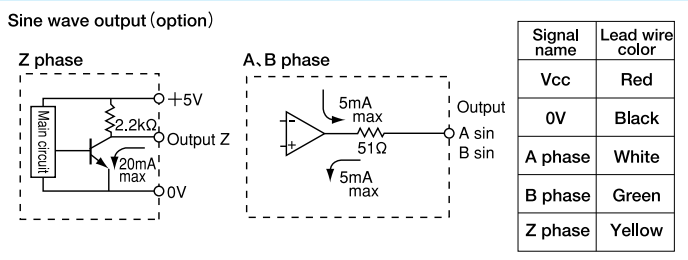 Sine wave output (option)
Z phase
+5V
Main circuit
2.2kΩ
Output Z
20mA
max
0V
A、B phase
5mA
max
51Ω
5mA
max
Output
A sin
B sin
Signal name Lead wire color
Vcc Red
0V Black
A phase White
B phase Green
Z phase Yellow